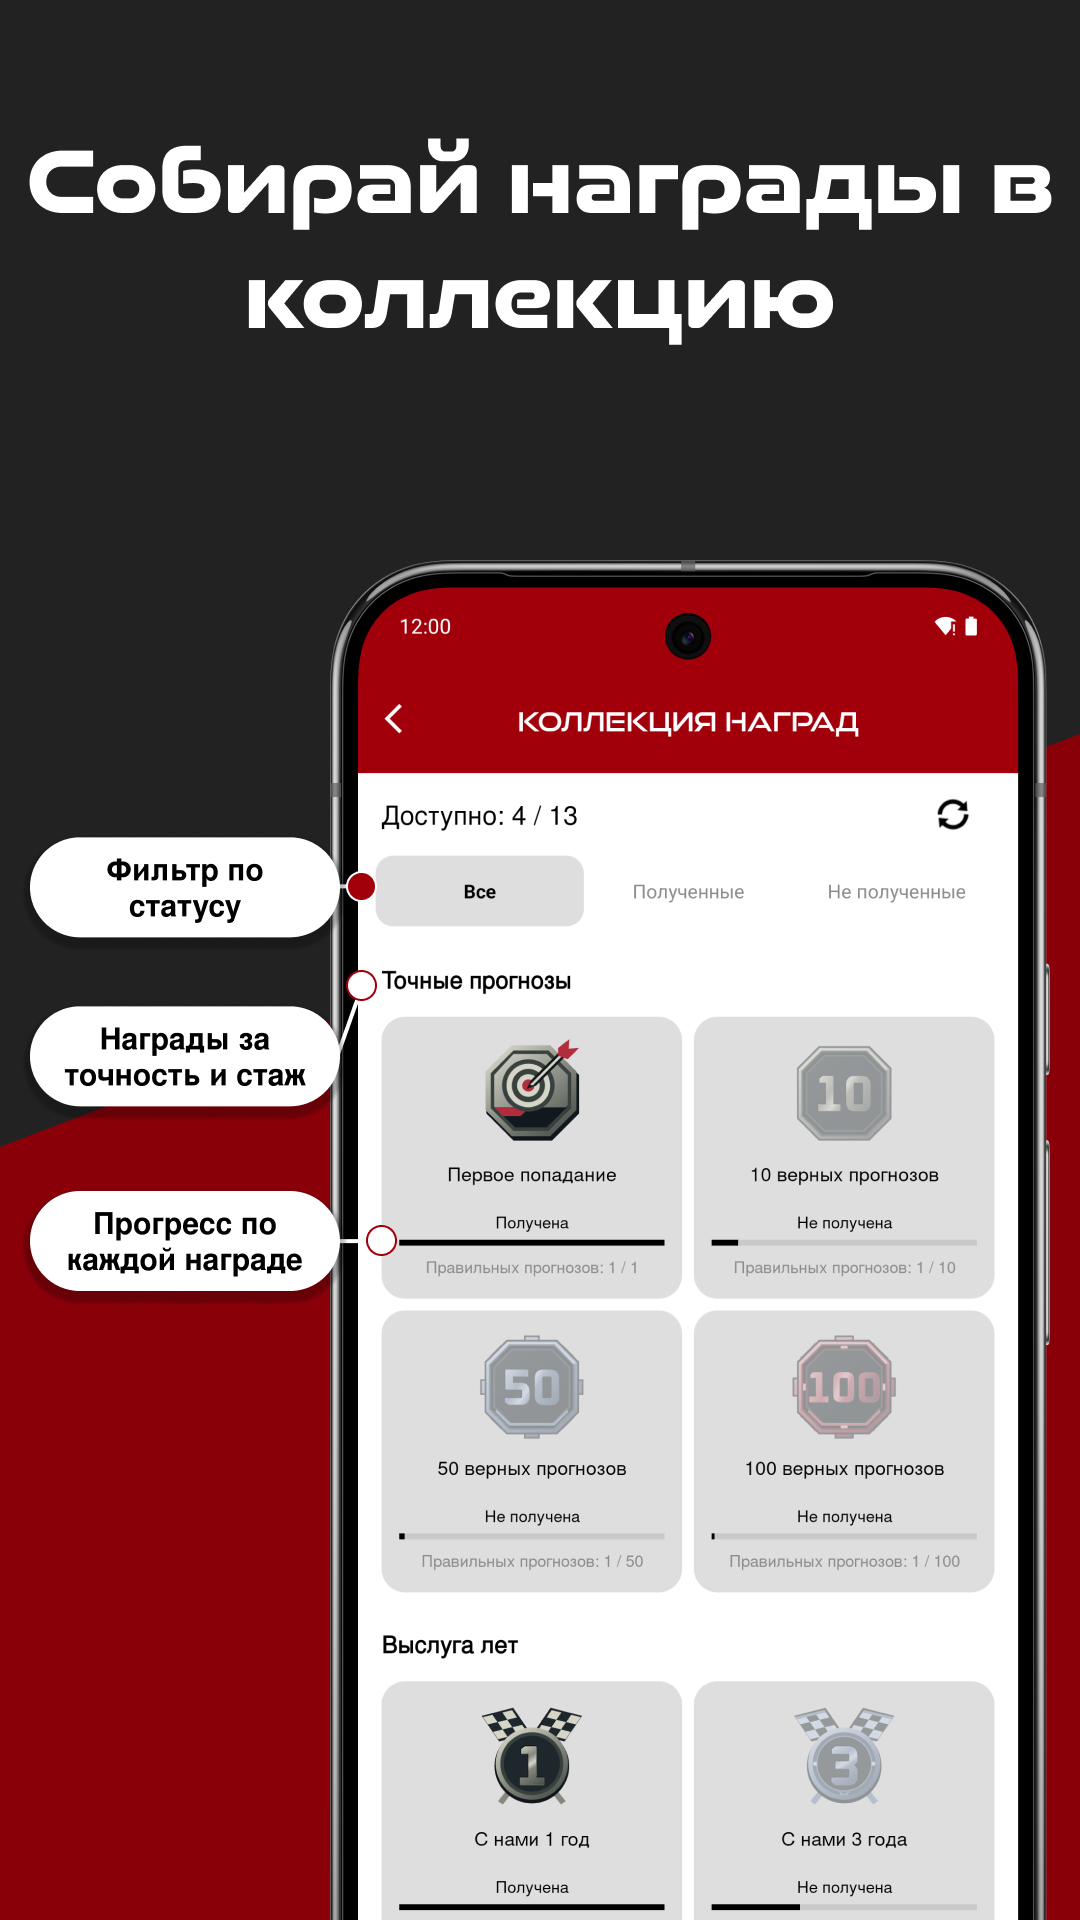 Собирай награды в
коллекцию
12:00
КОЛЛЕКЦИЯ НАГРАД
Доступно: 4 / 13
Фильтр по
статусу
Все
Полученные
Не полученные
Точные прогнозы
Награды за
точность и стаж
10
Первое попадание
10 верных прогнозов
Прогресс по
каждой награде
Получена
Не получена
Правильных прогнозов: 1 / 1
Правильных прогнозов: 1 / 10
50
100
50 верных прогнозов
100 верных прогнозов
Не получена
Не получена
Правильных прогнозов: 1 / 50
Правильных прогнозов: 1 / 100
Выслуга лет
1
3
С нами 1 год
С нами 3 года
Получена
Не получена